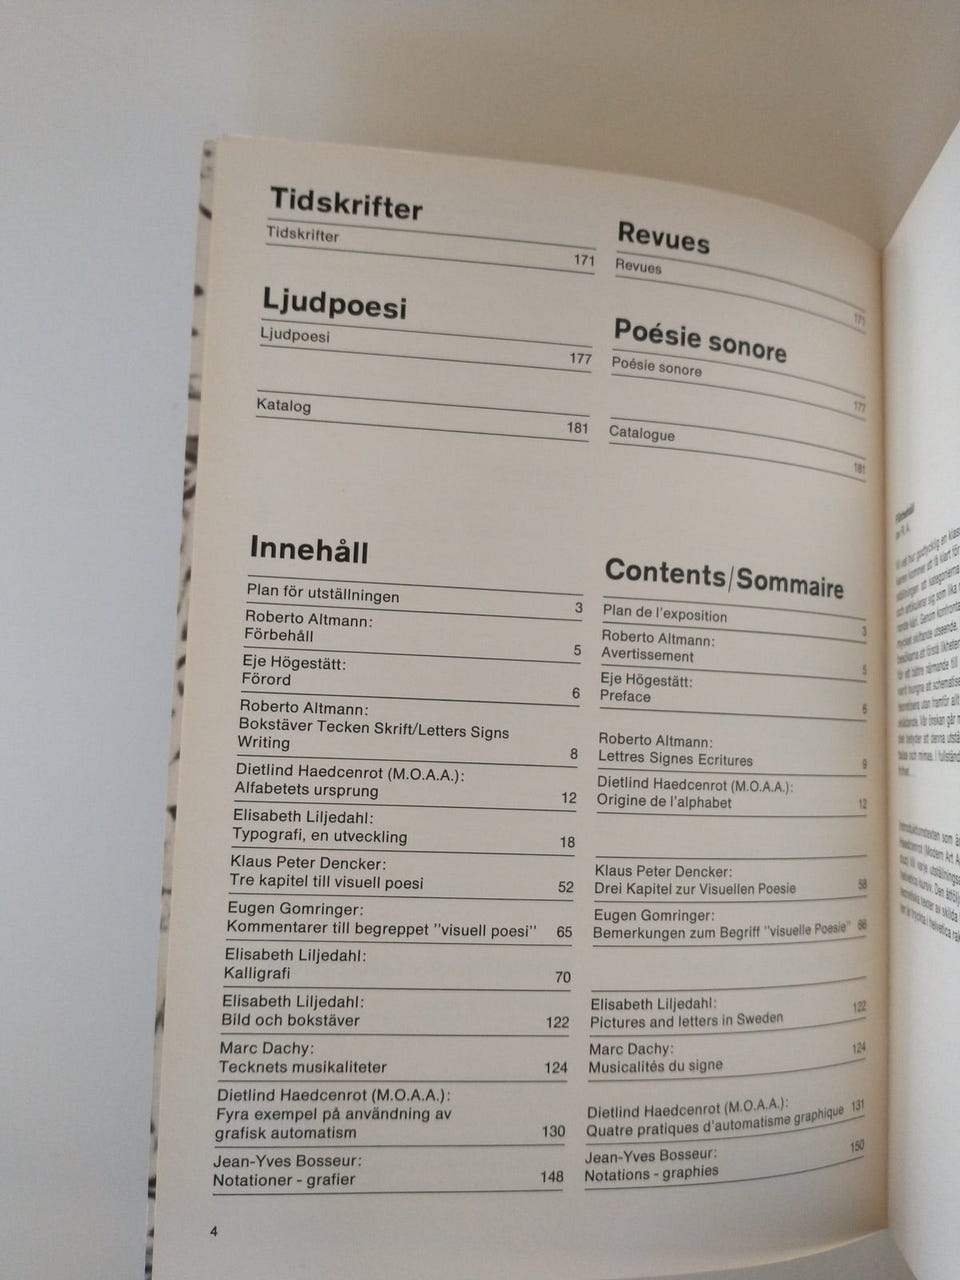 Tidskrifter
Tidskrifter
171
Ljudpoesi
Ljudpoesi
177
Katalog
181
Revues
Revues
171
Poésie sonore
Poésie sonore
177
Catalogue
181
Innehåll
Plan för utställningen 3
Roberto Altmann:
Förbehåll 5
Eje Högestätt:
Förord 6
Roberto Altmann:
Bokstäver Tecken Skrift/Letters Signs
Writing 8
Dietlind Haedcenrot (M.O.A.A.):
Alfabetets ursprung 12
Elisabeth Liljedahl:
Typografi, en utveckling 18
Klaus Peter Dencker:
Tre kapitel till visuell poesi 52
Eugen Gomringer:
Kommentarer till begreppet "visuell poesi" 65
Elisabeth Liljedahl:
Kalligrafi 70
Elisabeth Liljedahl:
Bild och bokstäver 122
Marc Dachy:
Tecknets musikaliteter 124
Dietlind Haedcenrot (M.O.A.A.):
Fyra exempel på användning av
grafisk automatism 130
Jean-Yves Bosseur:
Notationer - grafier 148
Contents/Sommaire
Plan de l'exposition 3
Roberto Altmann:
Avertissement 5
Eje Högestätt:
Preface 6
Roberto Altmann:
Lettres Signes Ecritures 9
Dietlind Haedcenrot (M.O.A.A.):
Origine de l'alphabet 12
Klaus Peter Dencker:
Drei Kapitel zur Visuellen Poesie 58
Eugen Gomringer:
Bemerkungen zum Begriff "visuelle Poesie" 66
Elisabeth Liljedahl:
Pictures and letters in Sweden 122
Marc Dachy:
Musicalités du signe 124
Dietlind Haedcenrot (M.O.A.A.):
Quatre pratiques d'automatisme graphique 131
Jean-Yves Bosseur:
Notations - graphies 150
4